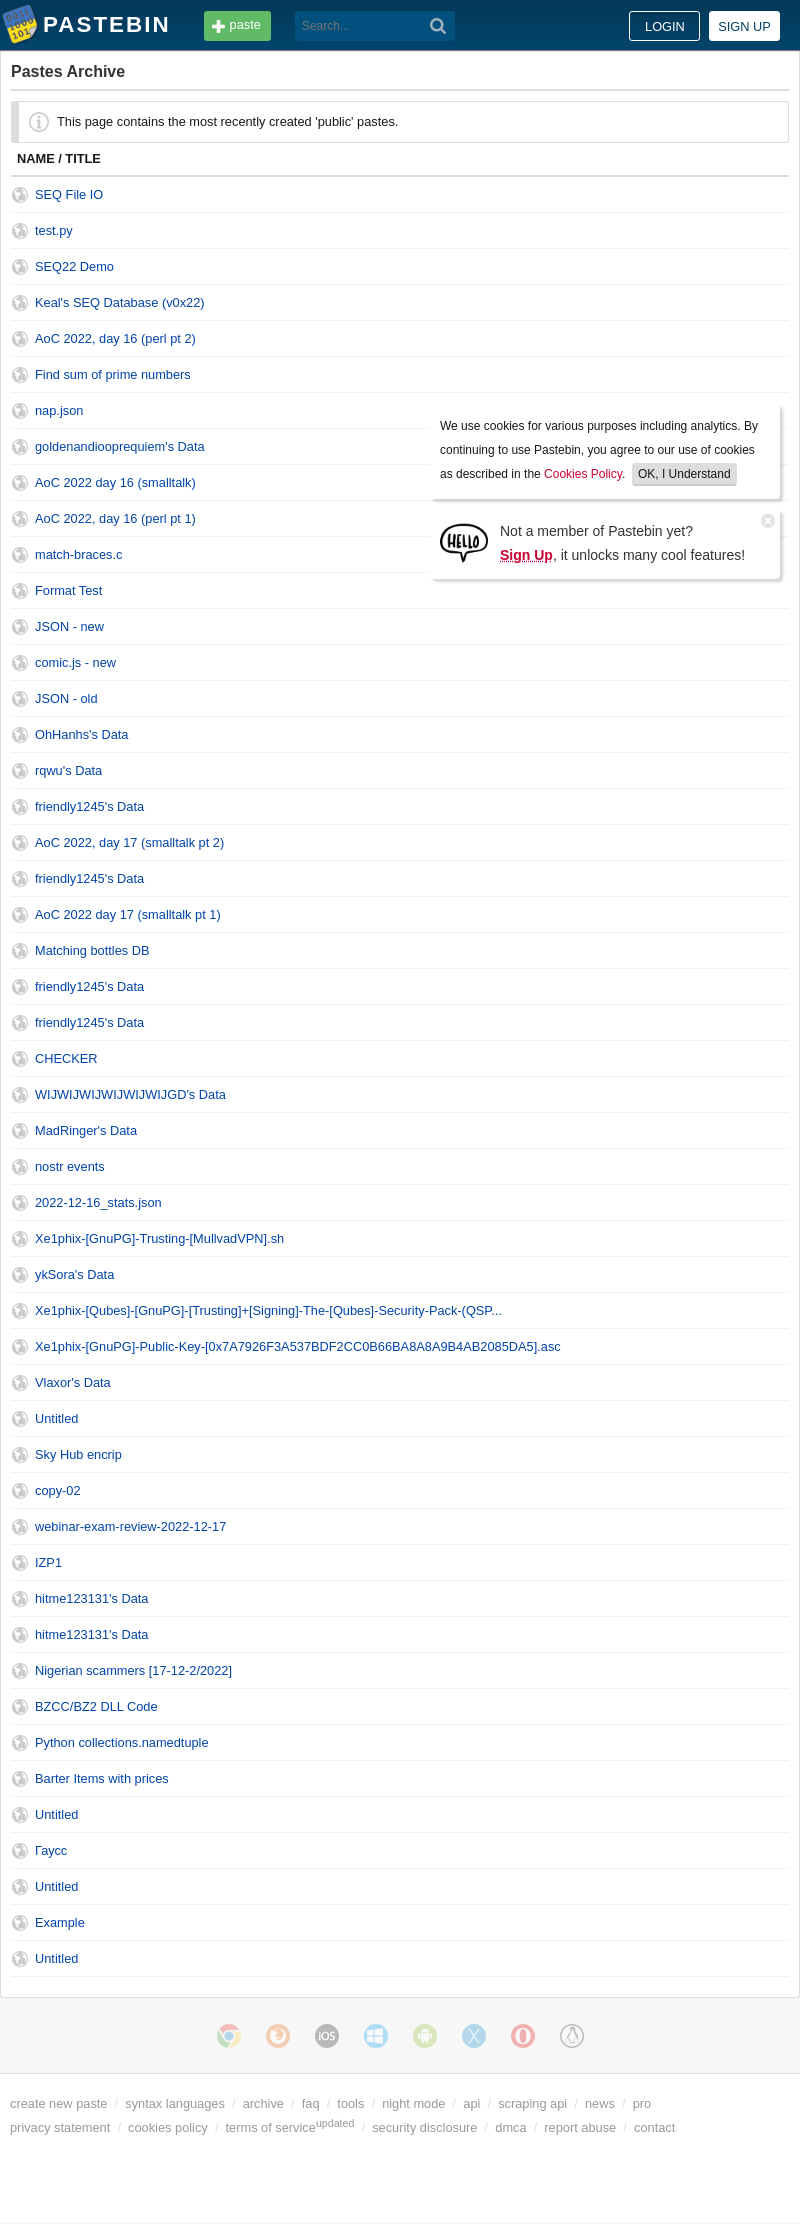 PASTEBIN paste Search... LOGIN SIGN UP
Pastes Archive
This page contains the most recently created 'public' pastes.
NAME / TITLE
SEQ File IO
test.py
SEQ22 Demo
Keal's SEQ Database (v0x22)
AoC 2022, day 16 (perl pt 2)
Find sum of prime numbers
nap.json
goldenandiooprequiem's Data
AoC 2022 day 16 (smalltalk)
AoC 2022, day 16 (perl pt 1)
match-braces.c
We use cookies for various purposes including analytics. By
continuing to use Pastebin, you agree to our use of cookies
as described in the Cookies Policy. OK, I Understand
HELLO
Not a member of Pastebin yet?
Sign Up, it unlocks many cool features!
Format Test
JSON - new
comic.js - new
JSON - old
OhHanhs's Data
rqwu's Data
friendly1245's Data
AoC 2022, day 17 (smalltalk pt 2)
friendly1245's Data
AoC 2022 day 17 (smalltalk pt 1)
Matching bottles DB
friendly1245's Data
friendly1245's Data
CHECKER
WIJWIJWIJWIJWIJWIJGD's Data
MadRinger's Data
nostr events
2022-12-16_stats.json
Xe1phix-[GnuPG]-Trusting-[MullvadVPN].sh
ykSora's Data
Xe1phix-[Qubes]-[GnuPG]-[Trusting]+[Signing]-The-[Qubes]-Security-Pack-(QSP...
Xe1phix-[GnuPG]-Public-Key-[0x7A7926F3A537BDF2CC0B66BA8A8A9B4AB2085DA5].asc
Vlaxor's Data
Untitled
Sky Hub encrip
copy-02
webinar-exam-review-2022-12-17
IZP1
hitme123131's Data
hitme123131's Data
Nigerian scammers [17-12-2/2022]
BZCC/BZ2 DLL Code
Python collections.namedtuple
Barter Items with prices
Untitled
Гаусс
Untitled
Example
Untitled
iOS
create new paste / syntax languages / archive / faq / tools / night mode / api / scraping api / news / pro
privacy statement / cookies policy / terms of service updated / security disclosure / dmca / report abuse / contact